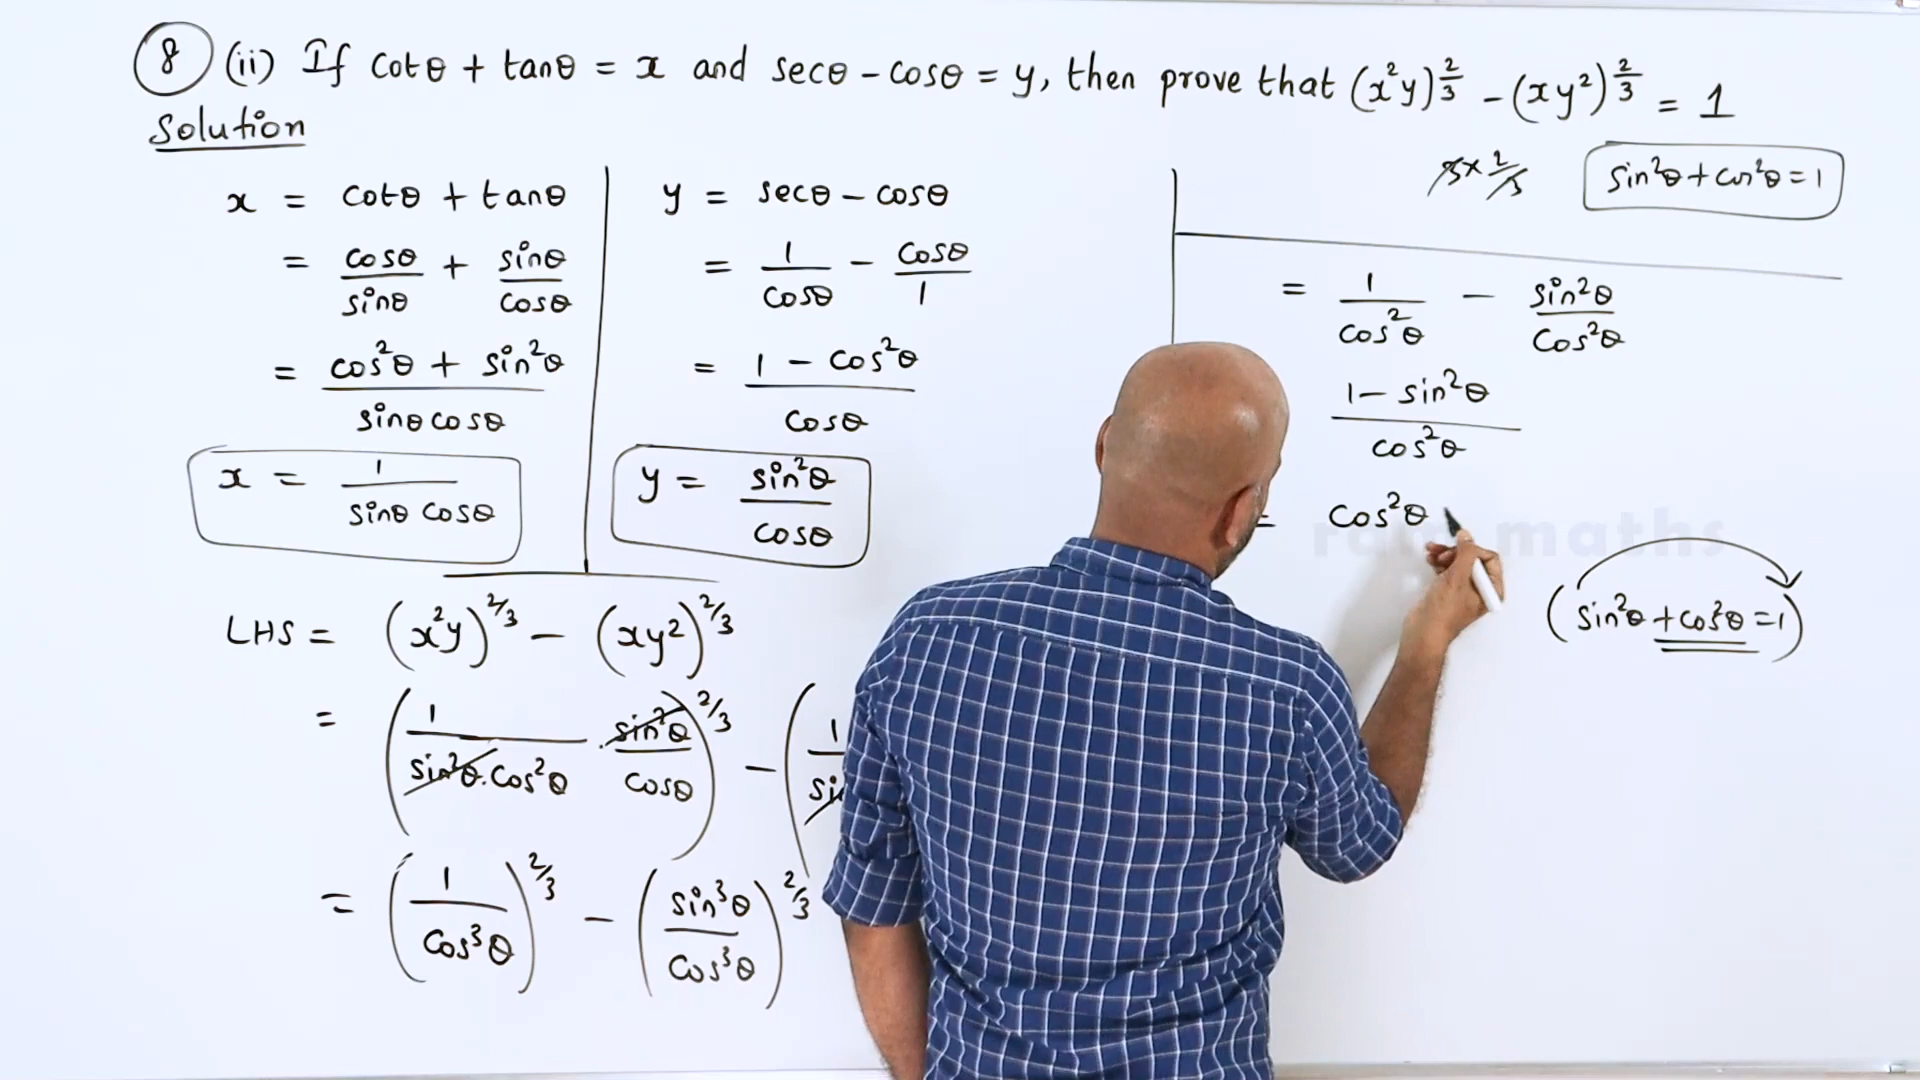 8 (ii) If cotθ + tanθ = x and secθ - cosθ = y, then prove that (x²y)^(2/3) - (xy²)^(2/3) = 1
Solution
x = cotθ + tanθ
= cosθ/sinθ + sinθ/cosθ
= (cos²θ + sin²θ)/(sinθ cosθ)
x = 1/(sinθ cosθ)
y = secθ - cosθ
= 1/cosθ - cosθ/1
= (1 - cos²θ)/cosθ
y = sin²θ/cosθ
LHS = (x²y)^(2/3) - (xy²)^(2/3)
= (1/(sin²θ.cos²θ) . sin²θ/cosθ)^(2/3) - (1
= (1/cos³θ)^(2/3) - (sin³θ/cos³θ)^(2/3)
3 × 2/3
sin²θ + cos²θ = 1
= 1/cos²θ - sin²θ/cos²θ
(1 - sin²θ)/cos²θ
= cos²θ
(sin²θ + cos²θ = 1)
ram maths